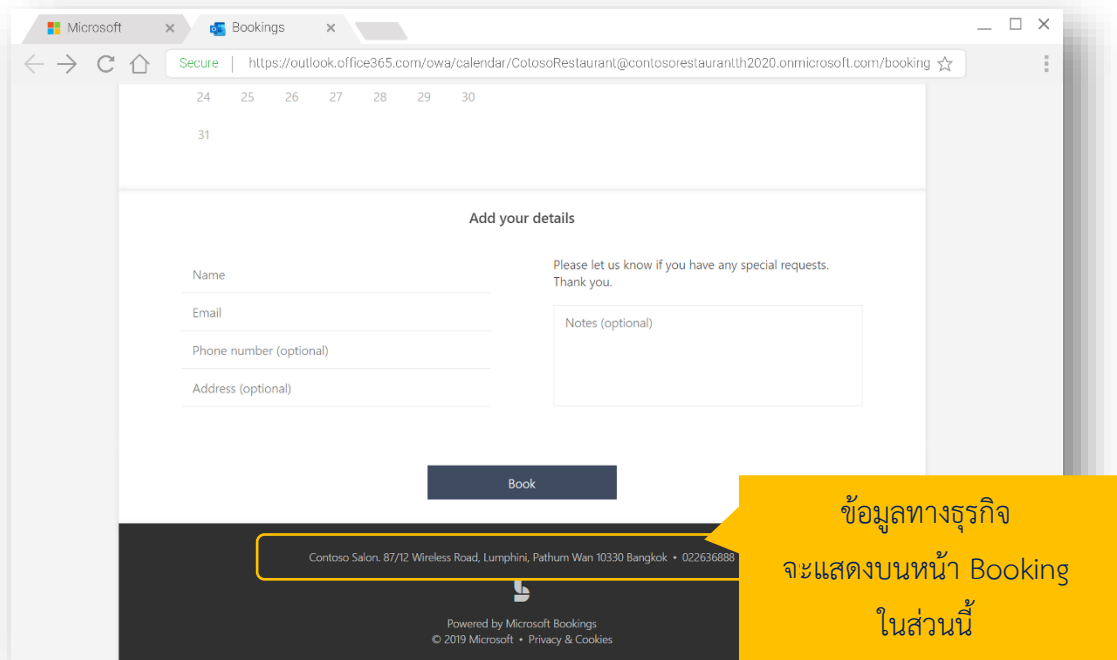 Microsoft
Bookings
Secure | https://outlook.office365.com/owa/calendar/CotosoRestaurant@contosorestaurantth2020.onmicrosoft.com/booking
24 25 26 27 28 29 30
31
Add your details
Name
Email
Phone number (optional)
Address (optional)
Please let us know if you have any special requests.
Thank you.
Notes (optional)
Book
Contoso Salon. 87/12 Wireless Road, Lumphini, Pathum Wan 10330 Bangkok • 022636888
Powered by Microsoft Bookings
© 2019 Microsoft • Privacy & Cookies
ข้อมูลทางธุรกิจ
จะแสดงบนหน้า Booking
ในส่วนนี้